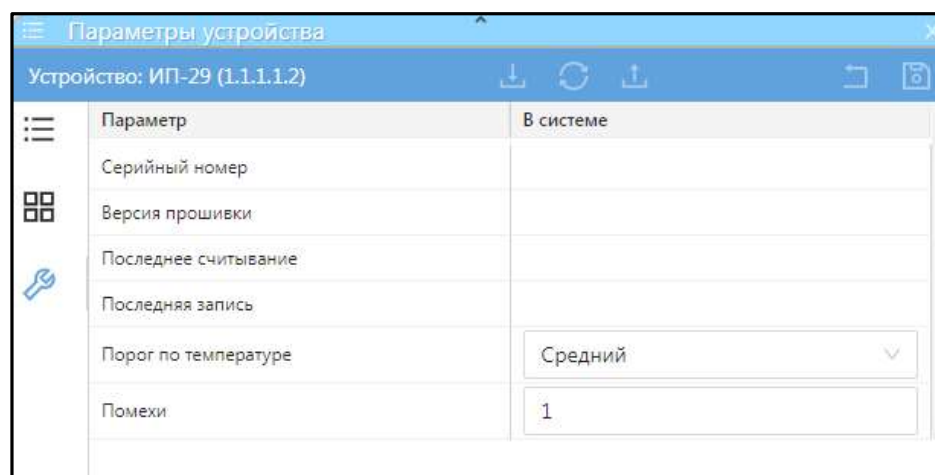 Параметры устройства
Устройство: ИП-29 (1.1.1.1.2)
Параметр В системе
Серийный номер
Версия прошивки
Последнее считывание
Последняя запись
Порог по температуре Средний
Помехи 1